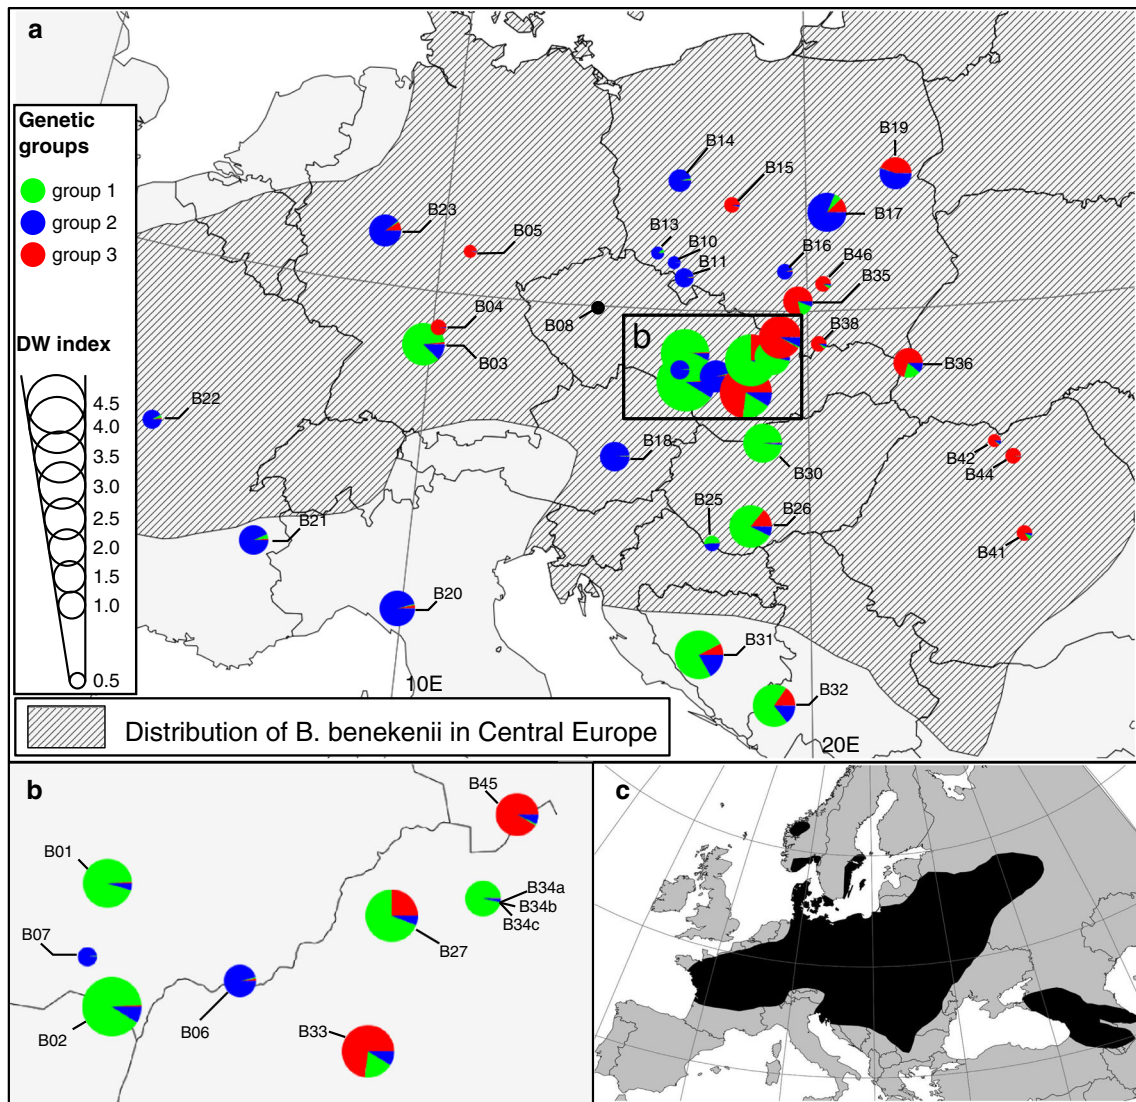 a
Genetic
groups
group 1
group 2
group 3
DW index
4.5
4.0
3.5
3.0
2.5
2.0
1.5
1.0
0.5
B14
B19
B15
B23
B17
B05
B13
B10
B11
B16
B46
B35
B04
B08
B03
b
B38
B36
B22
B18
B30
B42
B44
B21
B25
B26
B41
B20
B31
10E
B32
20E
Distribution of B. benekenii in Central Europe
b
B45
B01
B34a
B34b
B34c
B07
B27
B02
B06
B33
c